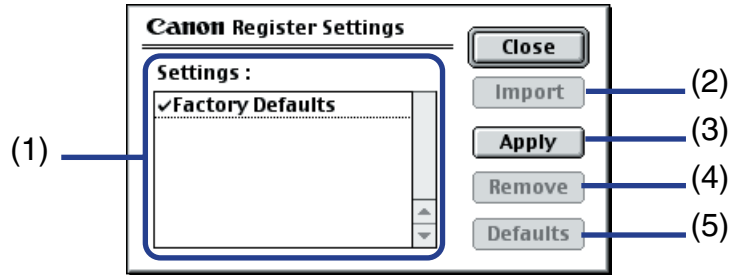 Canon Register Settings
Close
Settings :
Import
(2)
✓Factory Defaults
(1)
Apply
(3)
Remove
(4)
Defaults
(5)